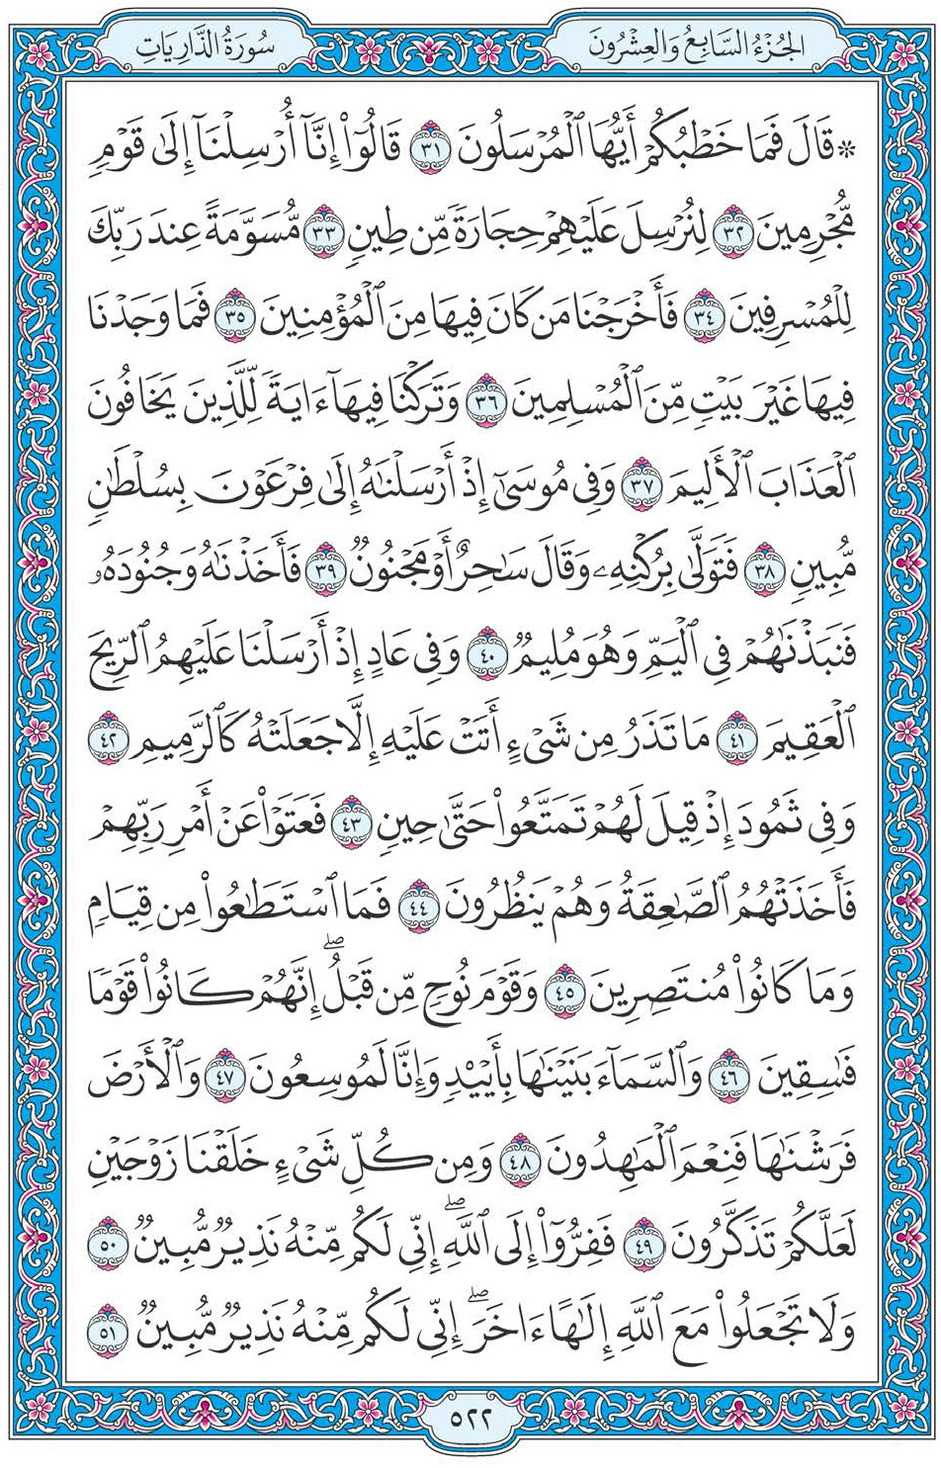 الجُزْءُ السَّابِعُ وَالعِشْرُونَ
سُورَةُ الذَّارِيَاتِ
۞ قَالَ فَمَا خَطْبُكُمْ أَيُّهَا ٱلْمُرْسَلُونَ ٣١ قَالُوٓاْ إِنَّآ أُرْسِلْنَآ إِلَىٰ قَوْمٖ
مُّجْرِمِينَ ٣٢ لِنُرْسِلَ عَلَيْهِمْ حِجَارَةٗ مِّن طِينٖ ٣٣ مُّسَوَّمَةً عِندَ رَبِّكَ
لِلْمُسْرِفِينَ ٣٤ فَأَخْرَجْنَا مَن كَانَ فِيهَا مِنَ ٱلْمُؤْمِنِينَ ٣٥ فَمَا وَجَدْنَا
فِيهَا غَيْرَ بَيْتٖ مِّنَ ٱلْمُسْلِمِينَ ٣٦ وَتَرَكْنَا فِيهَآ ءَايَةٗ لِّلَّذِينَ يَخَافُونَ
ٱلْعَذَابَ ٱلْأَلِيمَ ٣٧ وَفِي مُوسَىٰٓ إِذْ أَرْسَلْنَٰهُ إِلَىٰ فِرْعَوْنَ بِسُلْطَٰنٖ
مُّبِينٖ ٣٨ فَتَوَلَّىٰ بِرُكْنِهِۦ وَقَالَ سَٰحِرٌ أَوْ مَجْنُونٞ ٣٩ فَأَخَذْنَٰهُ وَجُنُودَهُۥ
فَنَبَذْنَٰهُمْ فِي ٱلْيَمِّ وَهُوَ مُلِيمٞ ٤٠ وَفِي عَادٍ إِذْ أَرْسَلْنَا عَلَيْهِمُ ٱلرِّيحَ
ٱلْعَقِيمَ ٤١ مَا تَذَرُ مِن شَيْءٍ أَتَتْ عَلَيْهِ إِلَّا جَعَلَتْهُ كَٱلرَّمِيمِ ٤٢
وَفِي ثَمُودَ إِذْ قِيلَ لَهُمْ تَمَتَّعُواْ حَتَّىٰ حِينٖ ٤٣ فَعَتَوْاْ عَنْ أَمْرِ رَبِّهِمْ
فَأَخَذَتْهُمُ ٱلصَّٰعِقَةُ وَهُمْ يَنظُرُونَ ٤٤ فَمَا ٱسْتَطَٰعُواْ مِن قِيَامٖ
وَمَا كَانُواْ مُنتَصِرِينَ ٤٥ وَقَوْمَ نُوحٖ مِّن قَبْلُۖ إِنَّهُمْ كَانُواْ قَوْمٗا
فَٰسِقِينَ ٤٦ وَٱلسَّمَآءَ بَنَيْنَٰهَا بِأَيْيْدٖ وَإِنَّا لَمُوسِعُونَ ٤٧ وَٱلْأَرْضَ
فَرَشْنَٰهَا فَنِعْمَ ٱلْمَٰهِدُونَ ٤٨ وَمِن كُلِّ شَيْءٍ خَلَقْنَا زَوْجَيْنِ
لَعَلَّكُمْ تَذَكَّرُونَ ٤٩ فَفِرُّوٓاْ إِلَى ٱللَّهِۖ إِنِّي لَكُم مِّنْهُ نَذِيرٞ مُّبِينٞ ٥٠
وَلَا تَجْعَلُواْ مَعَ ٱللَّهِ إِلَٰهًا ءَاخَرَۖ إِنِّي لَكُم مِّنْهُ نَذِيرٞ مُّبِينٞ ٥١
٥٢٢